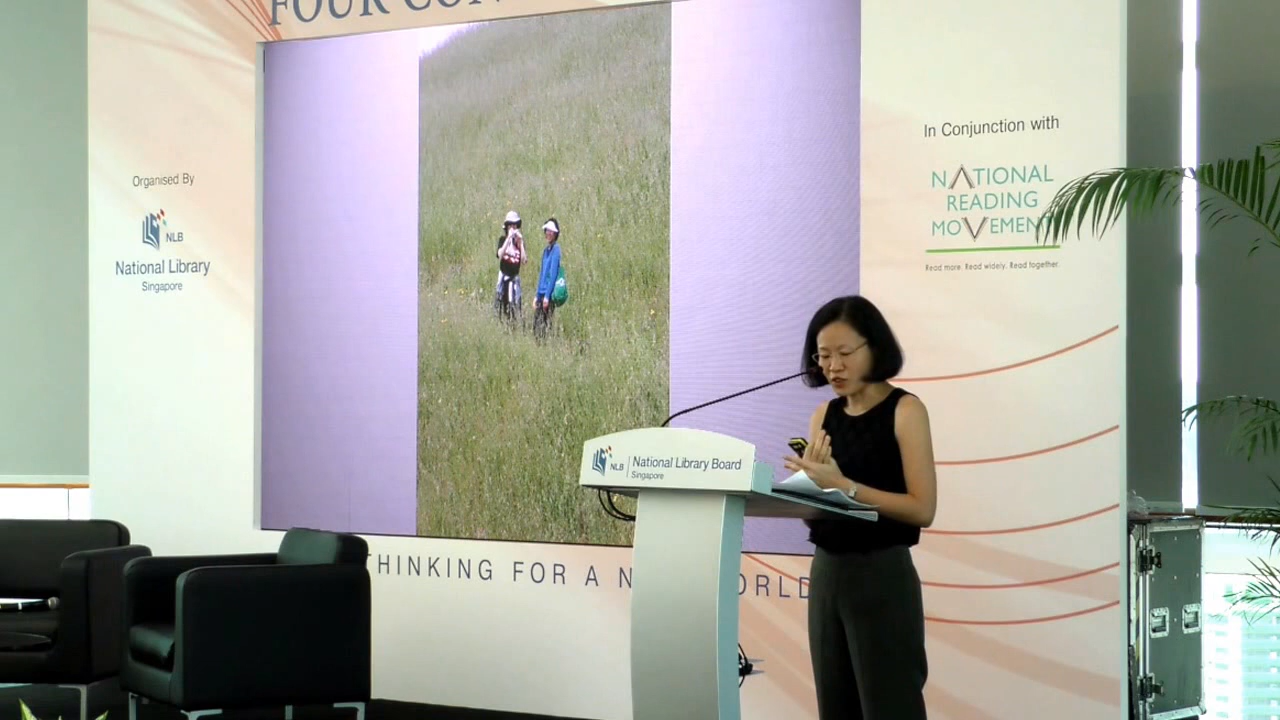 FOUR CON
Organised By
NLB
National Library
Singapore
In Conjunction with
NATIONAL
READING
MOVEMENT
Read more. Read widely. Read together.
NLB
National Library Board
Singapore
THINKING FOR A N ORLD